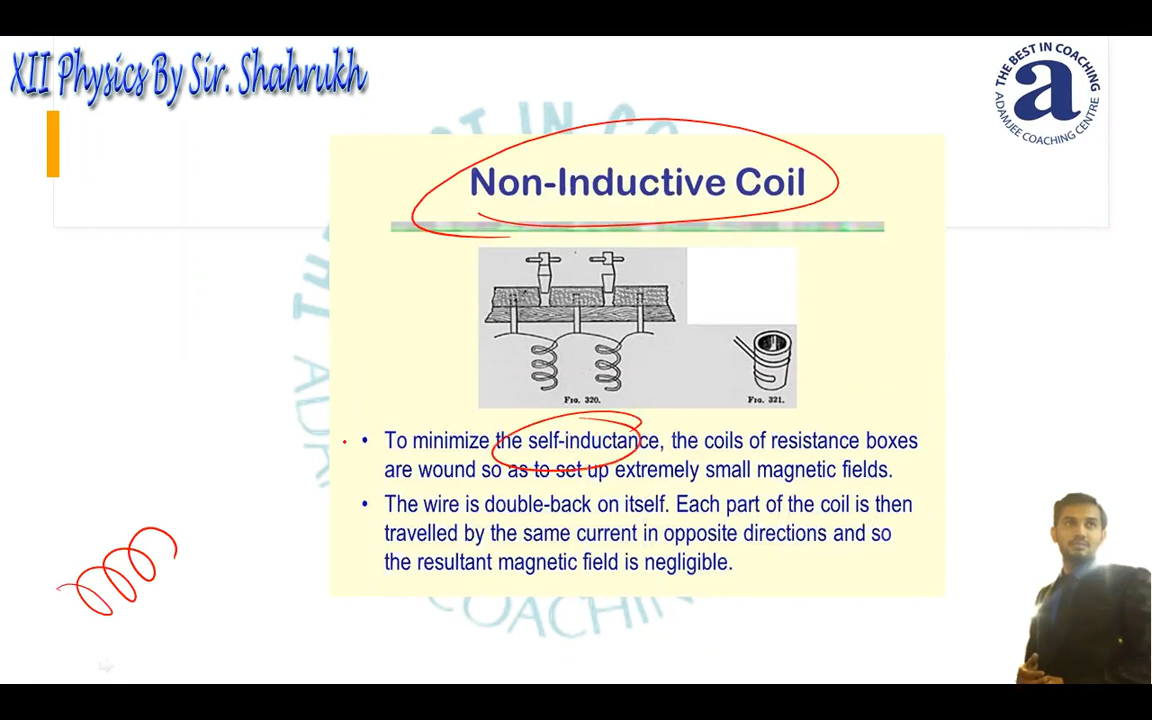 XII Physics By Sir. Shahrukh
THE BEST IN COACHING
a
ADAMJEE COACHING CENTRE
Non-Inductive Coil
FIG. 320.
FIG. 321.
• To minimize the self-inductance, the coils of resistance boxes
are wound so as to set up extremely small magnetic fields.
• The wire is double-back on itself. Each part of the coil is then
travelled by the same current in opposite directions and so
the resultant magnetic field is negligible.
COACHIN